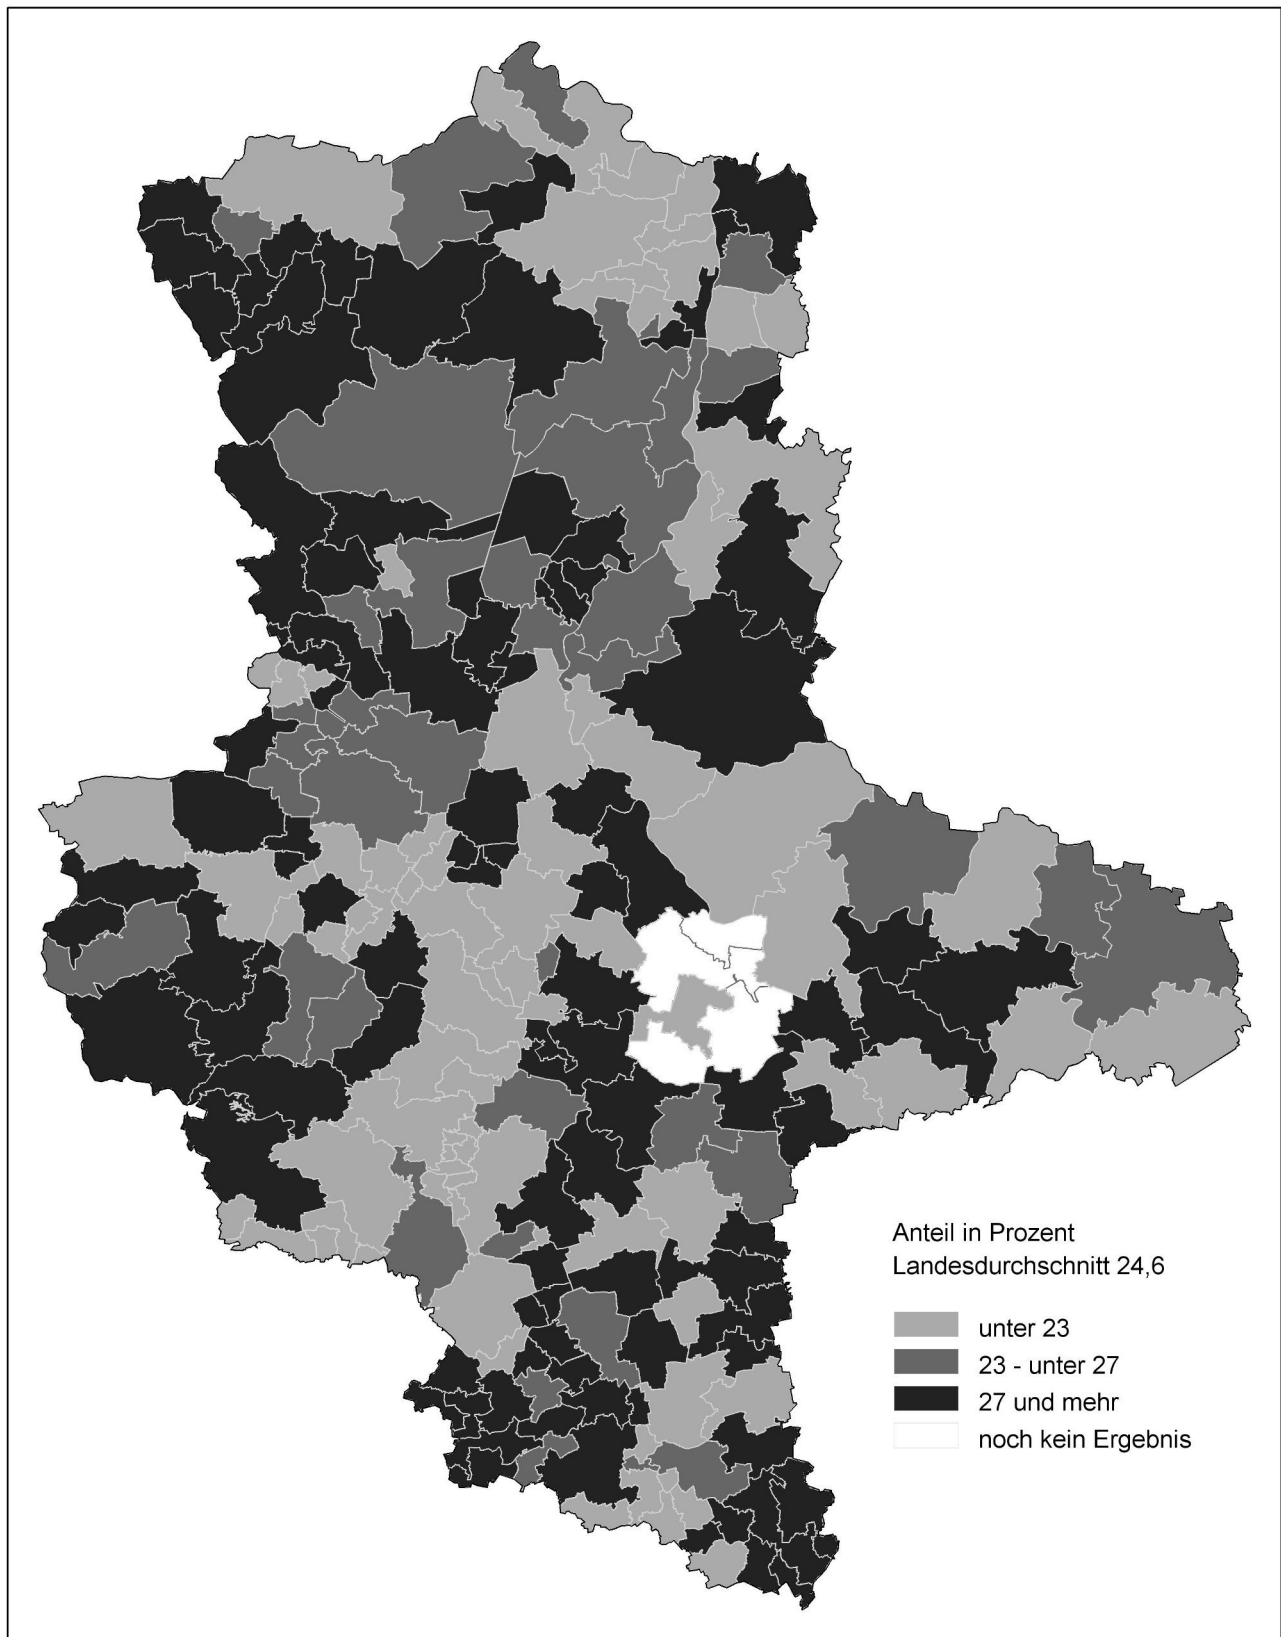 Anteil in Prozent
Landesdurchschnitt 24,6
unter 23
23 - unter 27
27 und mehr
noch kein Ergebnis